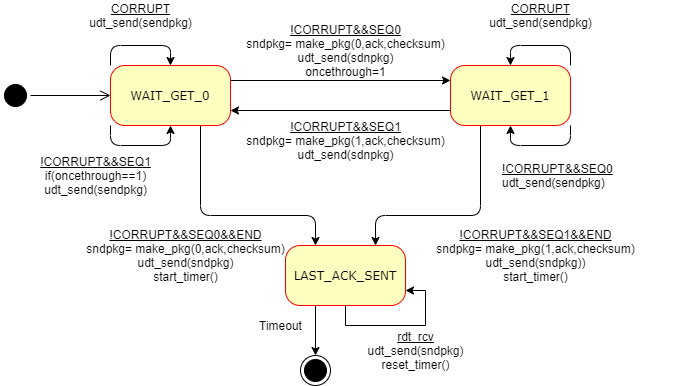 CORRUPT
udt_send(sendpkg)
CORRUPT
udt_send(sendpkg)
!CORRUPT&&SEQ0
sndpkg= make_pkg(0,ack,checksum)
udt_send(sdnpkg)
oncethrough=1
WAIT_GET_0
WAIT_GET_1
!CORRUPT&&SEQ1
sndpkg= make_pkg(1,ack,checksum)
udt_send(sdnpkg)
!CORRUPT&&SEQ1
if(oncethrough==1)
udt_send(sendpkg)
!CORRUPT&&SEQ0
udt_send(sendpkg)
!CORRUPT&&SEQ0&&END
sndpkg= make_pkg(0,ack,checksum)
udt_send(sndpkg)
start_timer()
!CORRUPT&&SEQ1&&END
sndpkg= make_pkg(1,ack,checksum)
udt_send(sndpkg))
start_timer()
LAST_ACK_SENT
Timeout
rdt_rcv
udt_send(sndpkg)
reset_timer()